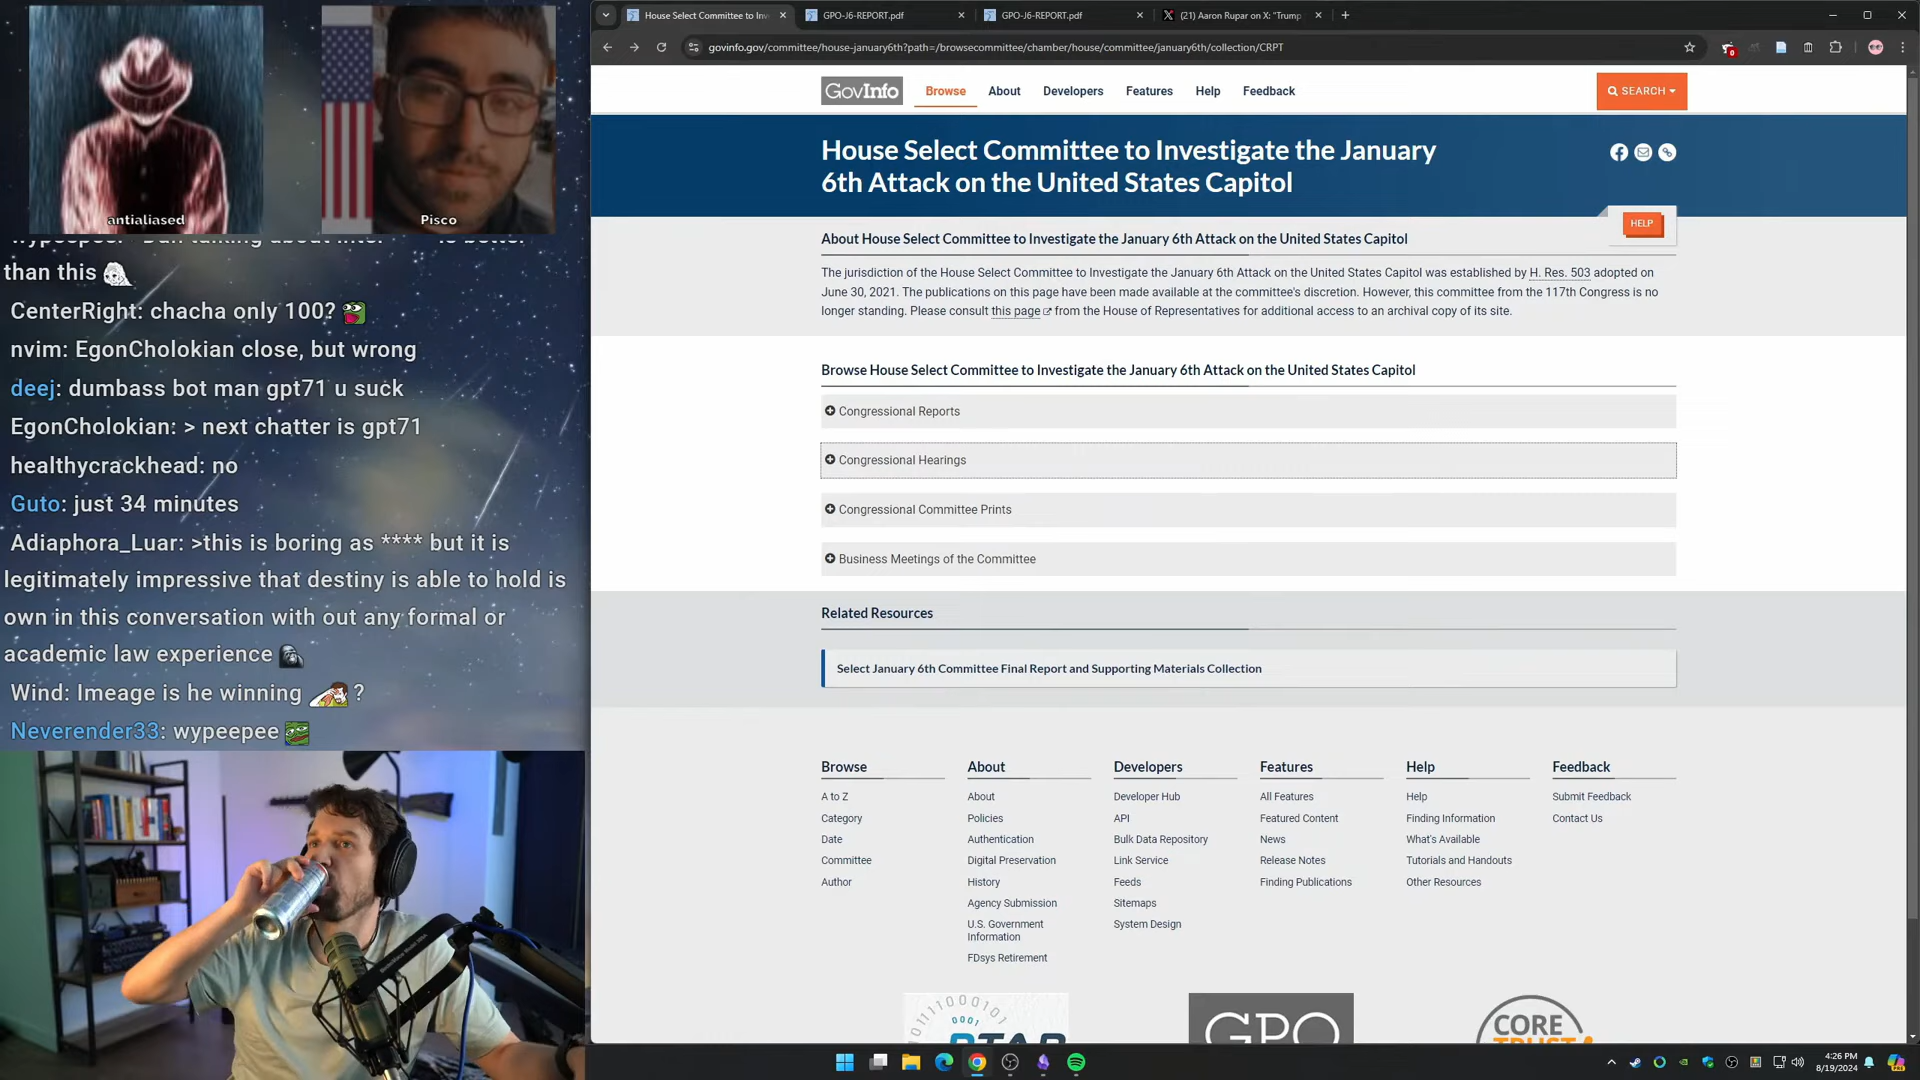 antialiased
Pisco
than this
CenterRight: chacha only 100?
nvim: EgonCholokian close, but wrong
deej: dumbass bot man gpt71 u suck
EgonCholokian: > next chatter is gpt71
healthycrackhead: no
Guto: just 34 minutes
Adiaphora_Luar: >this is boring as **** but it is
legitimately impressive that destiny is able to hold is
own in this conversation with out any formal or
academic law experience
Wind: Imeage is he winning ?
Neverender33: wypeepee
House Select Committee to Inv
GPO-J6-REPORT.pdf
GPO-J6-REPORT.pdf
(21) Aaron Rupar on X: "Trump
govinfo.gov/committee/house-january6th?path=/browsecommittee/chamber/house/committee/january6th/collection/CRPT
GovInfo
Browse
About
Developers
Features
Help
Feedback
SEARCH
House Select Committee to Investigate the January
6th Attack on the United States Capitol
HELP
About House Select Committee to Investigate the January 6th Attack on the United States Capitol
The jurisdiction of the House Select Committee to Investigate the January 6th Attack on the United States Capitol was established by H. Res. 503 adopted on
June 30, 2021. The publications on this page have been made available at the committee's discretion. However, this committee from the 117th Congress is no
longer standing. Please consult this page from the House of Representatives for additional access to an archival copy of its site.
Browse House Select Committee to Investigate the January 6th Attack on the United States Capitol
Congressional Reports
Congressional Hearings
Congressional Committee Prints
Business Meetings of the Committee
Related Resources
Select January 6th Committee Final Report and Supporting Materials Collection
Browse
A to Z
Category
Date
Committee
Author
About
About
Policies
Authentication
Digital Preservation
History
Agency Submission
U.S. Government
Information
FDsys Retirement
Developers
Developer Hub
API
Bulk Data Repository
Link Service
Feeds
Sitemaps
System Design
Features
All Features
Featured Content
News
Release Notes
Finding Publications
Help
Help
Finding Information
What's Available
Tutorials and Handouts
Other Resources
Feedback
Submit Feedback
Contact Us
GPO
CORE
4:26 PM
8/19/2024